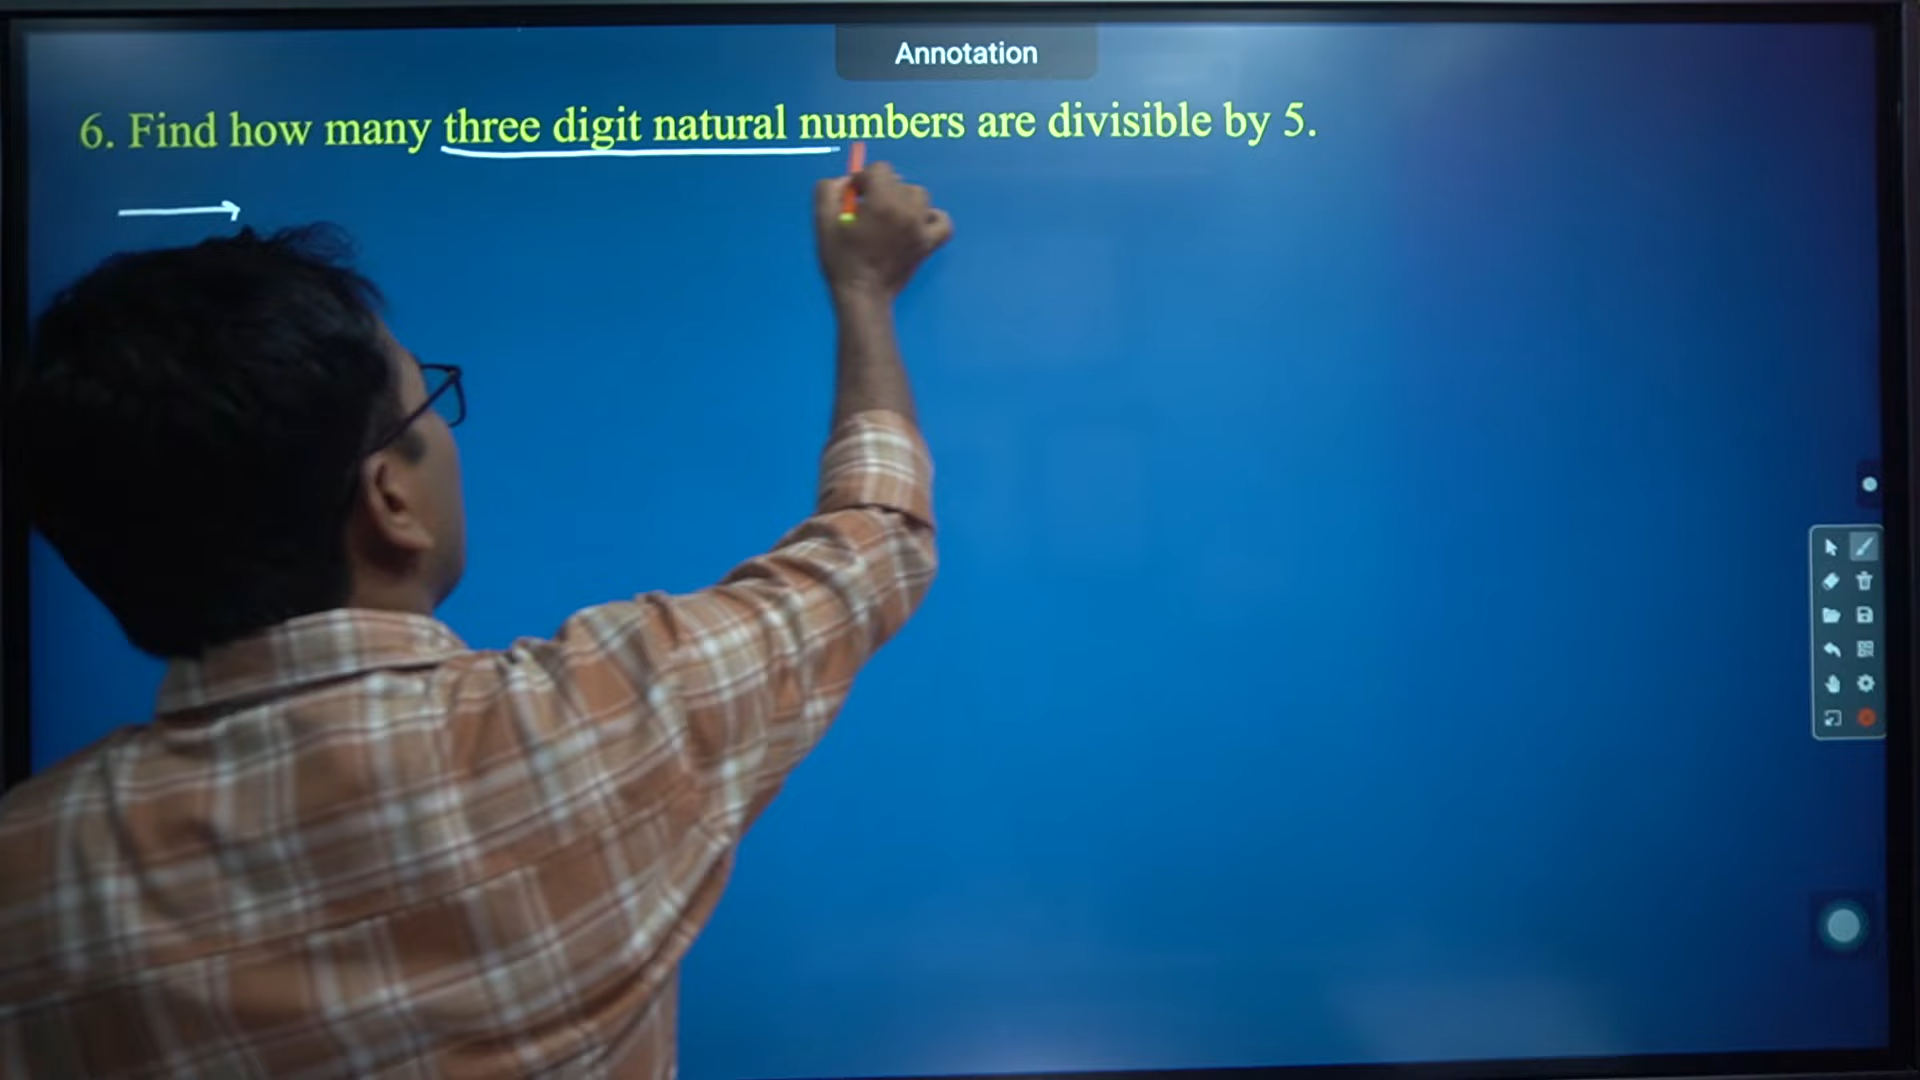 Annotation
6. Find how many three digit natural numbers are divisible by 5.